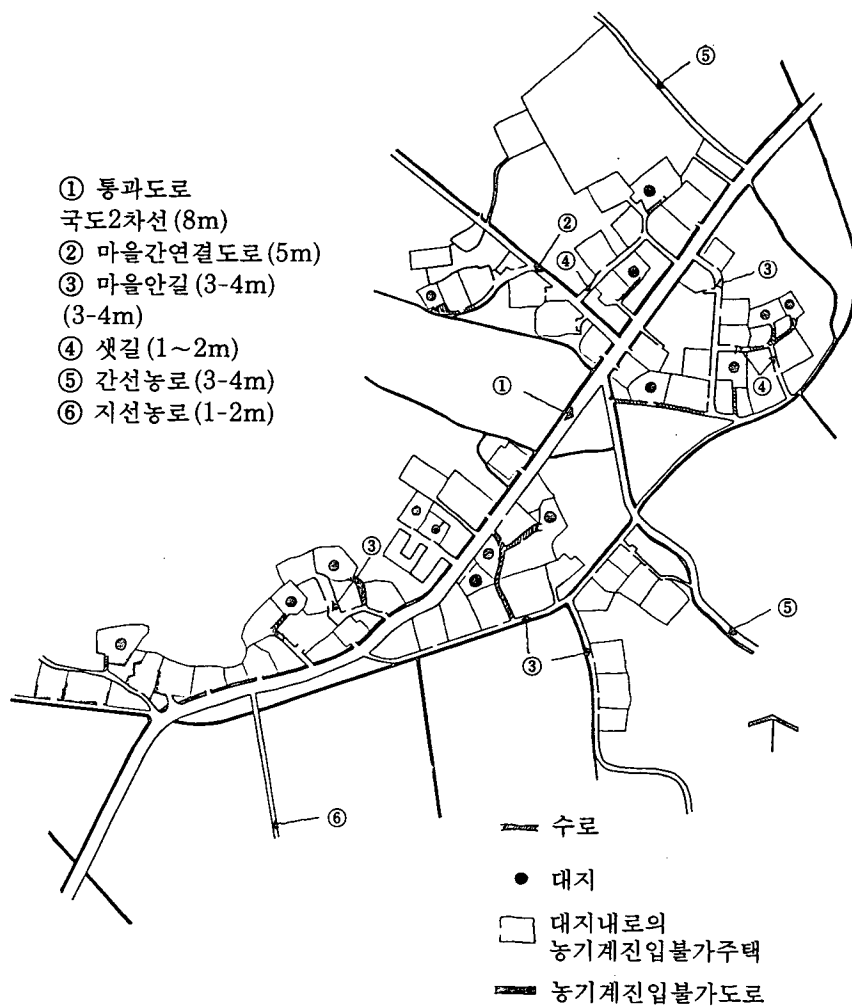 ① 통과도로
국도2차선 (8m)
② 마을간연결도로 (5m)
③ 마을안길 (3-4m)
(3-4m)
④ 샛길 (1~2m)
⑤ 간선농로 (3-4m)
⑥ 지선농로 (1-2m)
⑤
②
④
③
①
④
③
⑤
③
⑥
수로
대지
대지내로의
농기계진입불가주택
농기계진입불가도로